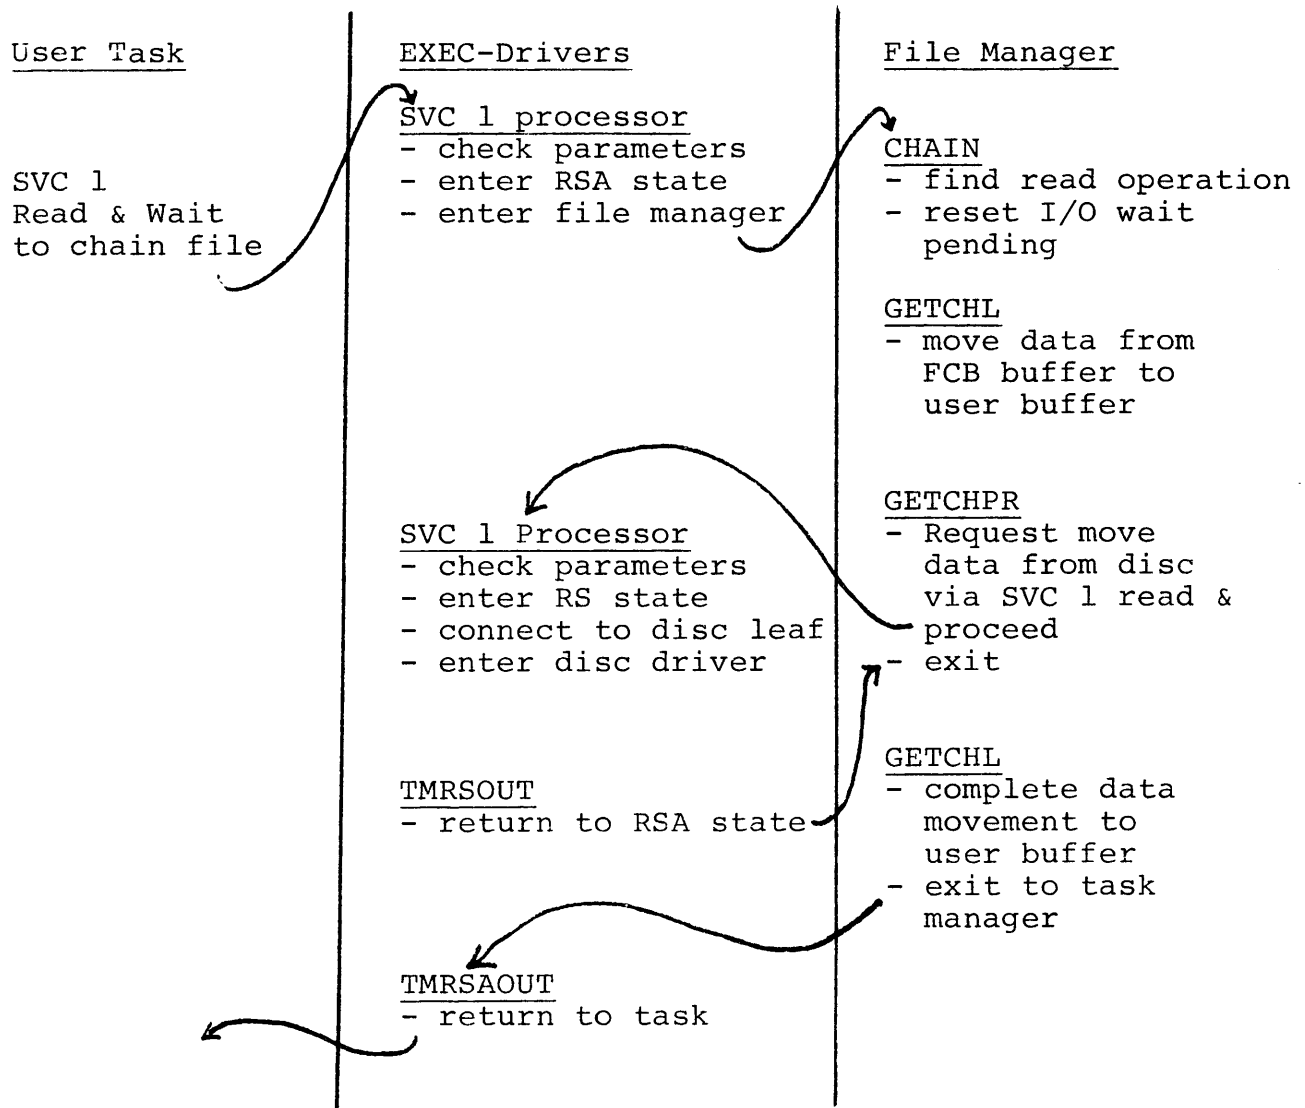 User Task
SVC 1
Read & Wait
to chain file
EXEC-Drivers
SVC 1 processor
- check parameters
- enter RSA state
- enter file manager
SVC 1 Processor
- check parameters
- enter RS state
- connect to disc leaf
- enter disc driver
TMRSOUT
- return to RSA state
TMRSAOUT
- return to task
File Manager
CHAIN
- find read operation
- reset I/O wait
pending
GETCHL
- move data from
FCB buffer to
user buffer
GETCHPR
- Request move
data from disc
via SVC 1 read &
proceed
- exit
GETCHL
- complete data
movement to
user buffer
- exit to task
manager